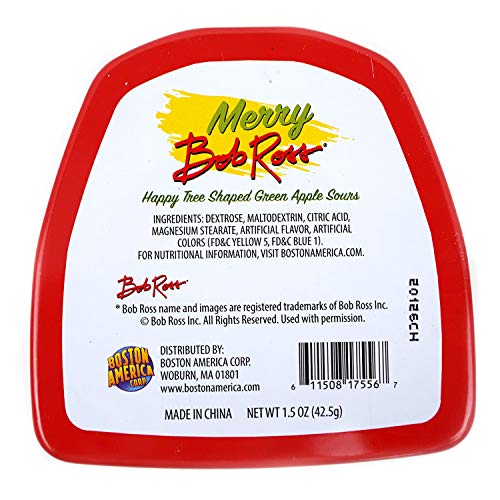 Merry
Bob Ross®
Happy Tree Shaped Green Apple Sours
INGREDIENTS: DEXTROSE, MALTODEXTRIN, CITRIC ACID,
MAGNESIUM STEARATE, ARTIFICIAL FLAVOR, ARTIFICIAL
COLORS (FD&C YELLOW 5, FD&C BLUE 1).
FOR NUTRITIONAL INFORMATION, VISIT BOSTONAMERICA.COM.
Bob Ross®
® Bob Ross name and images are registered trademarks of Bob Ross Inc.
© Bob Ross Inc. All Rights Reserved. Used with permission.
BOSTON
AMERICA
CORP.
DISTRIBUTED BY:
BOSTON AMERICA CORP.
WOBURN, MA 01801
www.bostonamerica.com
6 11508 17556 7
MADE IN CHINA NET WT 1.5 OZ (42.5g)
20126CH